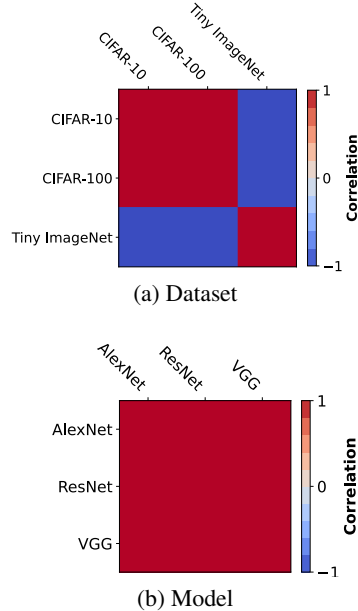 CIFAR-10
CIFAR-100
Tiny ImageNet
CIFAR-10
CIFAR-100
Tiny ImageNet
1
0
−1
Correlation
(a) Dataset
AlexNet
ResNet
VGG
AlexNet
ResNet
VGG
1
0
−1
Correlation
(b) Model